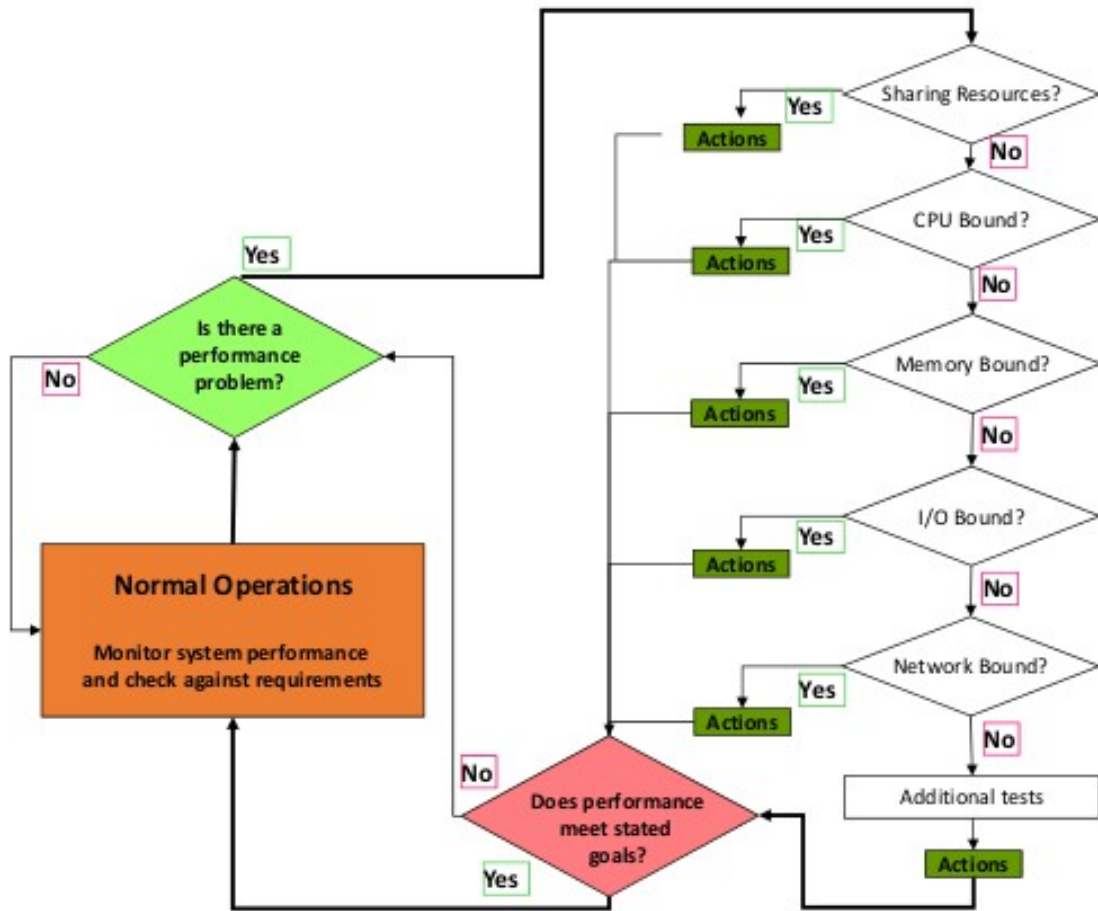 Sharing Resources?
Yes
Actions
No
CPU Bound?
Yes
Actions
No
Yes
Is there a
performance
problem?
No
Memory Bound?
Yes
Actions
No
I/O Bound?
Yes
Actions
No
Normal Operations
Monitor system performance
and check against requirements
Network Bound?
Yes
Actions
No
Additional tests
Actions
No
Does performance
meet stated
goals?
Yes